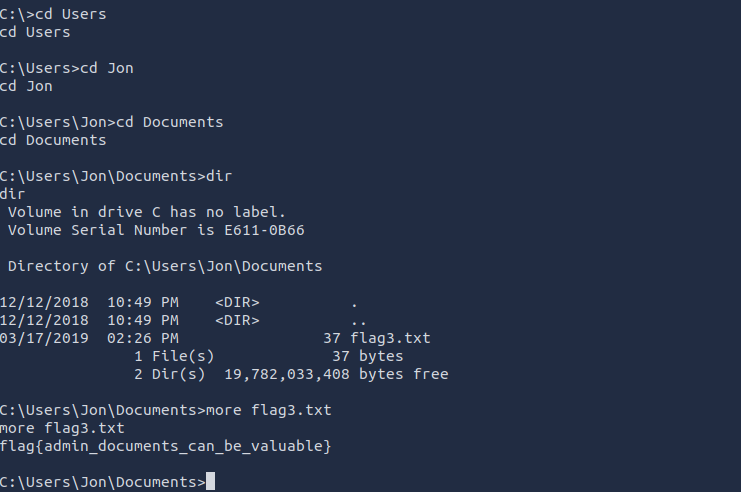 C:\>cd Users
cd Users
C:\Users>cd Jon
cd Jon
C:\Users\Jon>cd Documents
cd Documents
C:\Users\Jon\Documents>dir
dir
 Volume in drive C has no label.
 Volume Serial Number is E611-0B66
 Directory of C:\Users\Jon\Documents
12/12/2018  10:49 PM    <DIR>          .
12/12/2018  10:49 PM    <DIR>          ..
03/17/2019  02:26 PM                37 flag3.txt
               1 File(s)             37 bytes
               2 Dir(s)  19,782,033,408 bytes free
C:\Users\Jon\Documents>more flag3.txt
more flag3.txt
flag{admin_documents_can_be_valuable}
C:\Users\Jon\Documents>